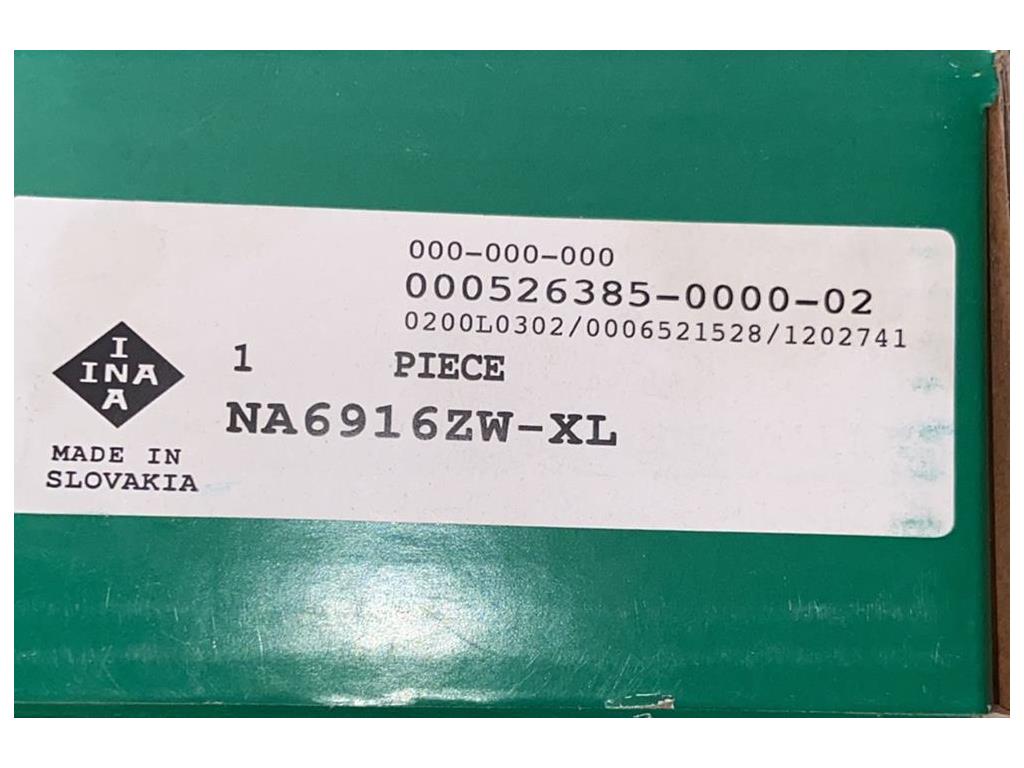 000-000-000
000526385-0000-02
0200L0302/0006521528/1202741
1 PIECE
NA6916ZW-XL
I
INA
A
MADE IN
SLOVAKIA